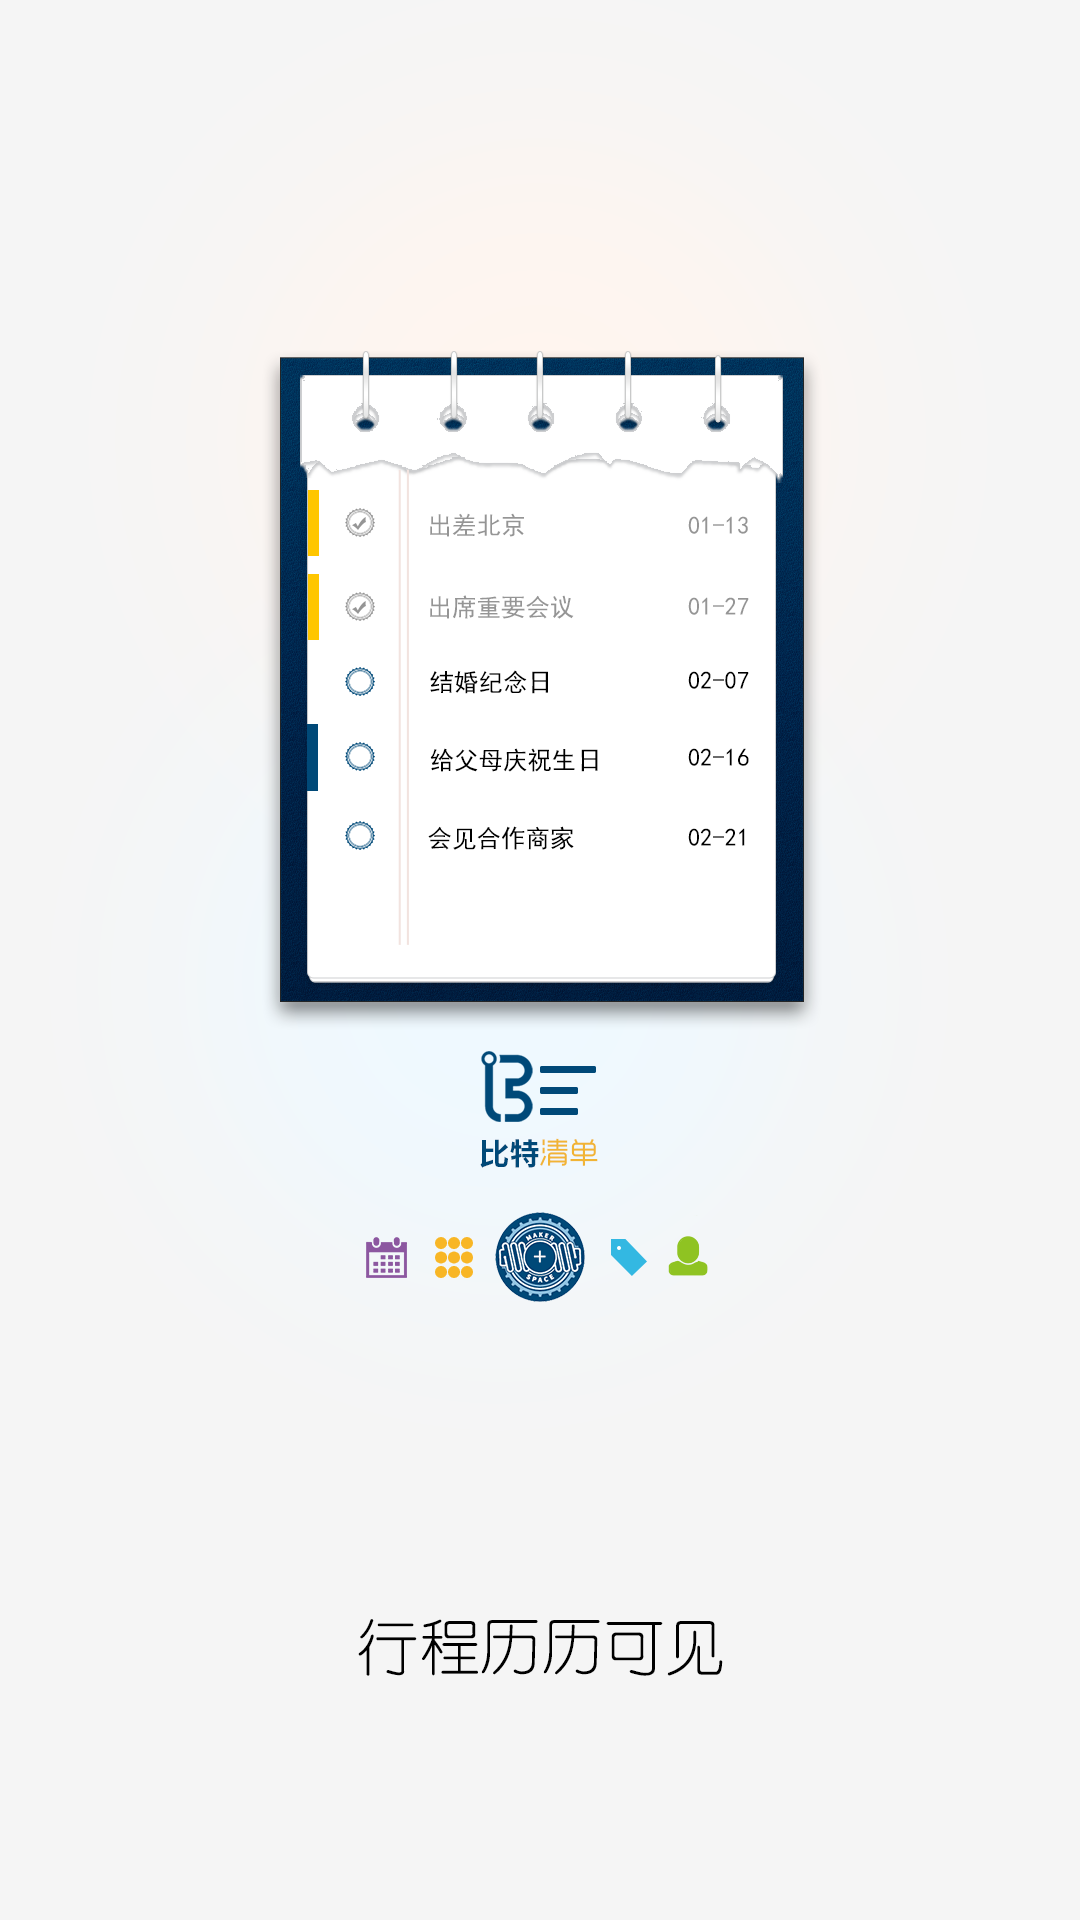 出差北京 01-13
出席重要会议 01-27
结婚纪念日 02-07
给父母庆祝生日 02-16
会见合作商家 02-21
比特清单
MAKER
SPACE
行程历历可见